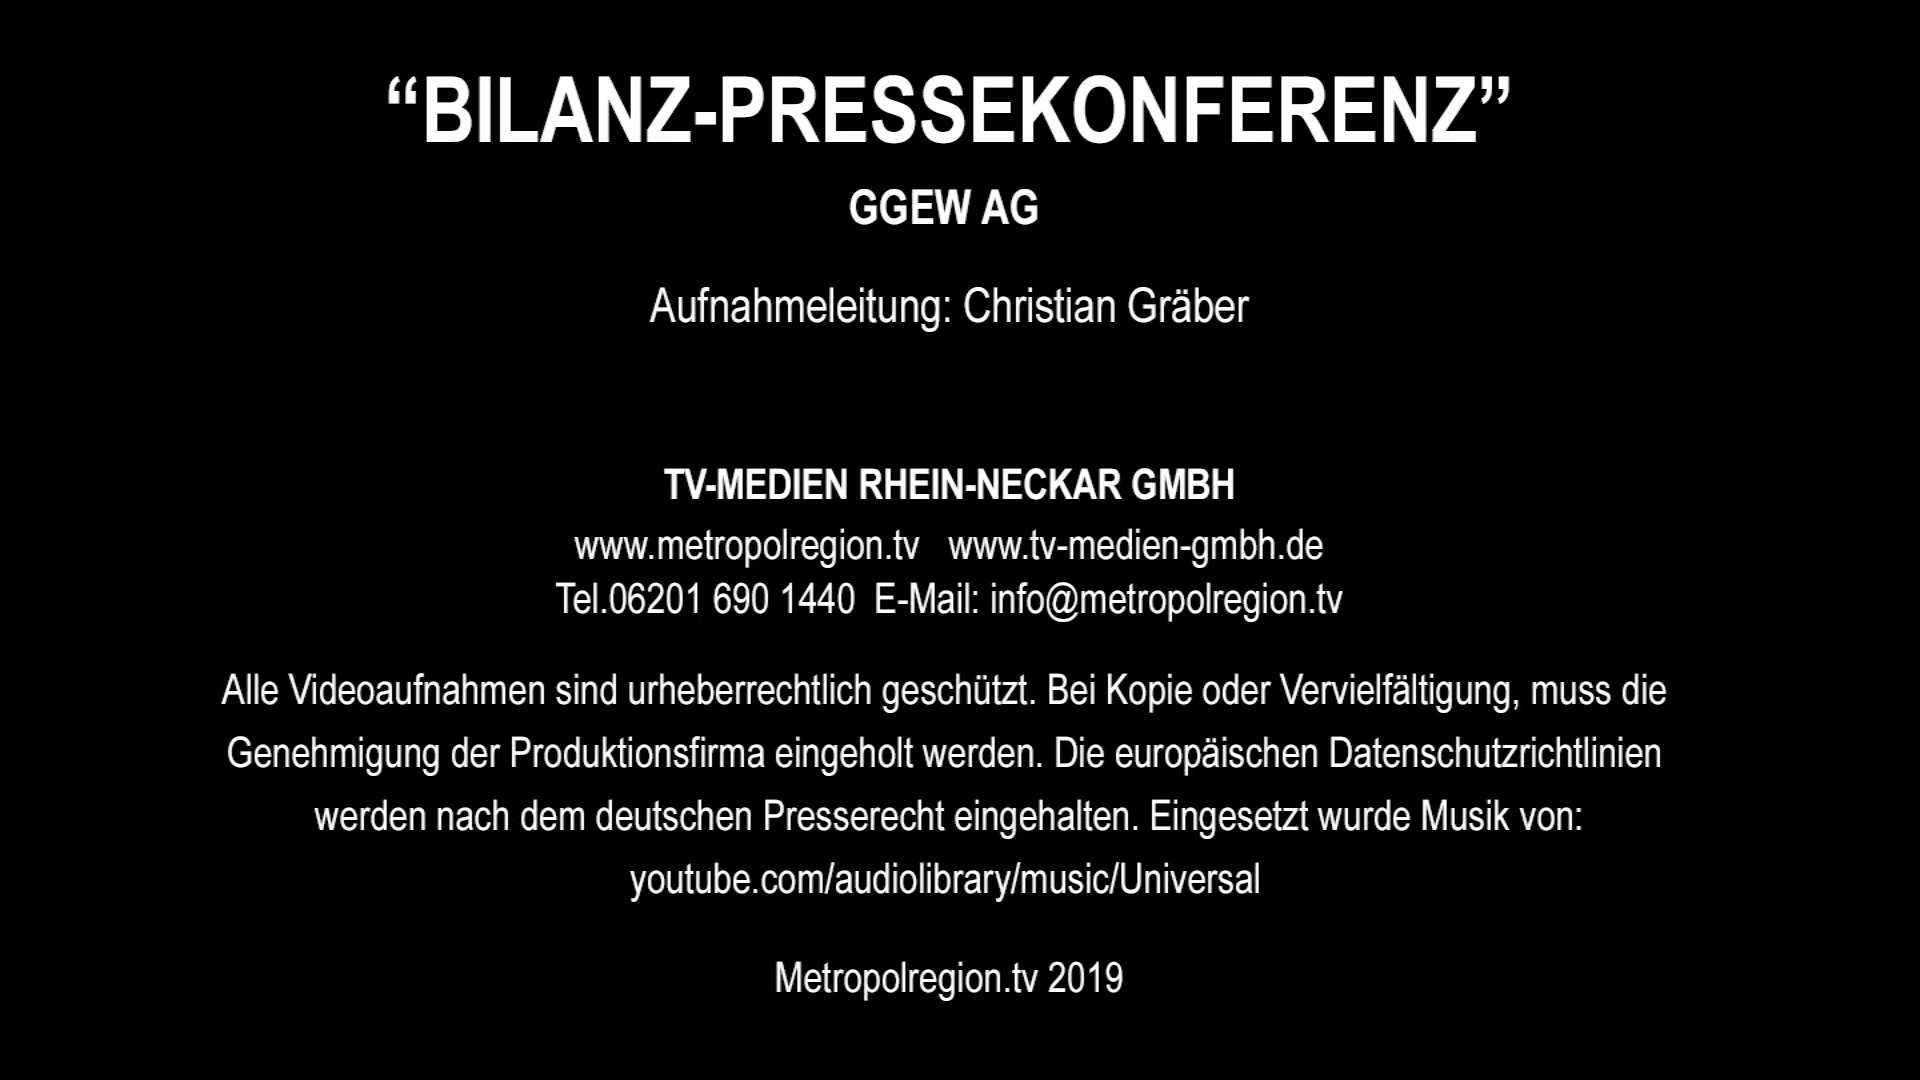 “BILANZ-PRESSEKONFERENZ”
GGEW AG
Aufnahmeleitung: Christian Gräber
TV-MEDIEN RHEIN-NECKAR GMBH
www.metropolregion.tv www.tv-medien-gmbh.de
Tel.06201 690 1440 E-Mail: info@metropolregion.tv
Alle Videoaufnahmen sind urheberrechtlich geschützt. Bei Kopie oder Vervielfältigung, muss die
Genehmigung der Produktionsfirma eingeholt werden. Die europäischen Datenschutzrichtlinien
werden nach dem deutschen Presserecht eingehalten. Eingesetzt wurde Musik von:
youtube.com/audiolibrary/music/Universal
Metropolregion.tv 2019